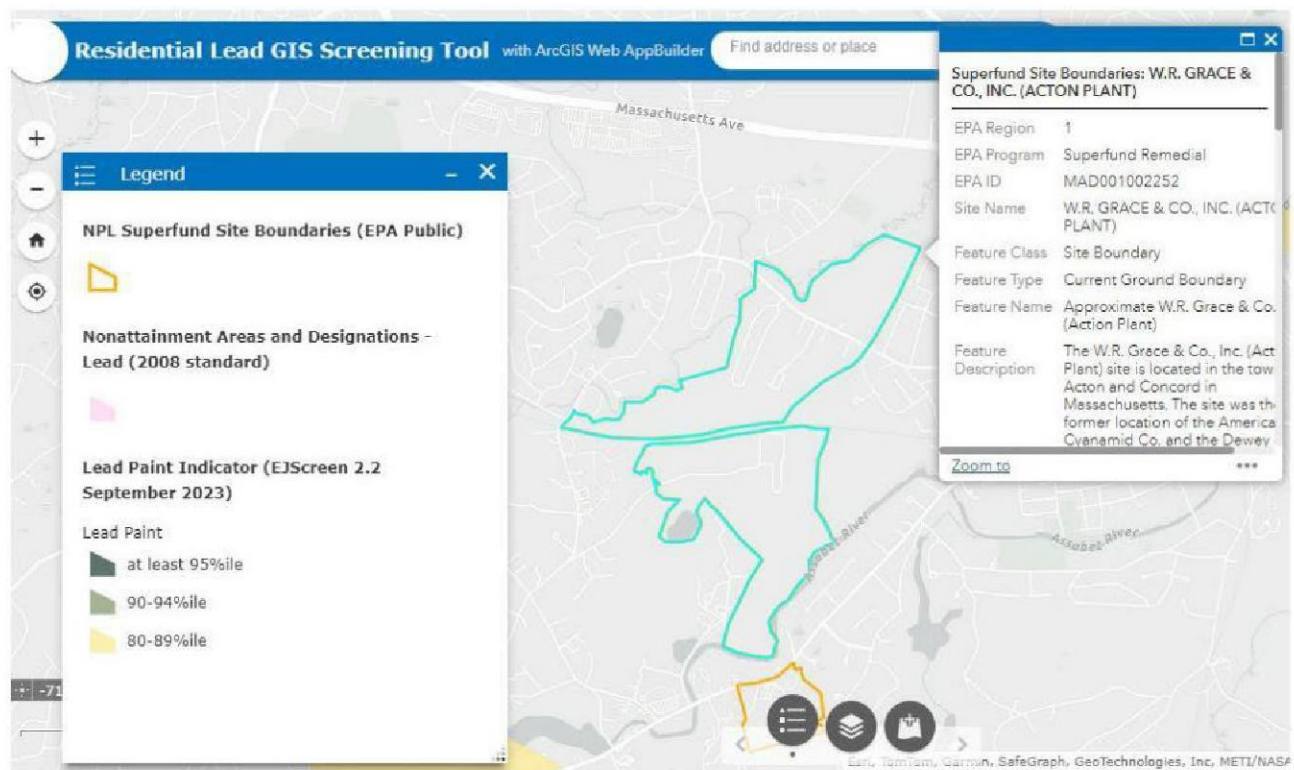 Residential Lead GIS Screening Tool with ArcGIS Web AppBuilder
Find address or place
Massachusetts Ave
Legend
NPL Superfund Site Boundaries (EPA Public)
Nonattainment Areas and Designations -
Lead (2008 standard)
Lead Paint Indicator (EJScreen 2.2
September 2023)
Lead Paint
at least 95%ile
90-94%ile
80-89%ile
-71
Superfund Site Boundaries: W.R. GRACE &
CO., INC. (ACTON PLANT)
EPA Region 1
EPA Program Superfund Remedial
EPA ID MAD001002252
Site Name W.R. GRACE & CO., INC. (ACTO
PLANT)
Feature Class Site Boundary
Feature Type Current Ground Boundary
Feature Name Approximate W.R. Grace & Co.
(Action Plant)
Feature Description The W.R. Grace & Co., Inc. (Act
Plant) site is located in the tow
Acton and Concord in
Massachusetts. The site was th
former location of the America
Cyanamid Co. and the Dewey
Zoom to
Assabet River
Assabet River
Esri, TomTom, Garmin, SafeGraph, GeoTechnologies, Inc, METI/NASA